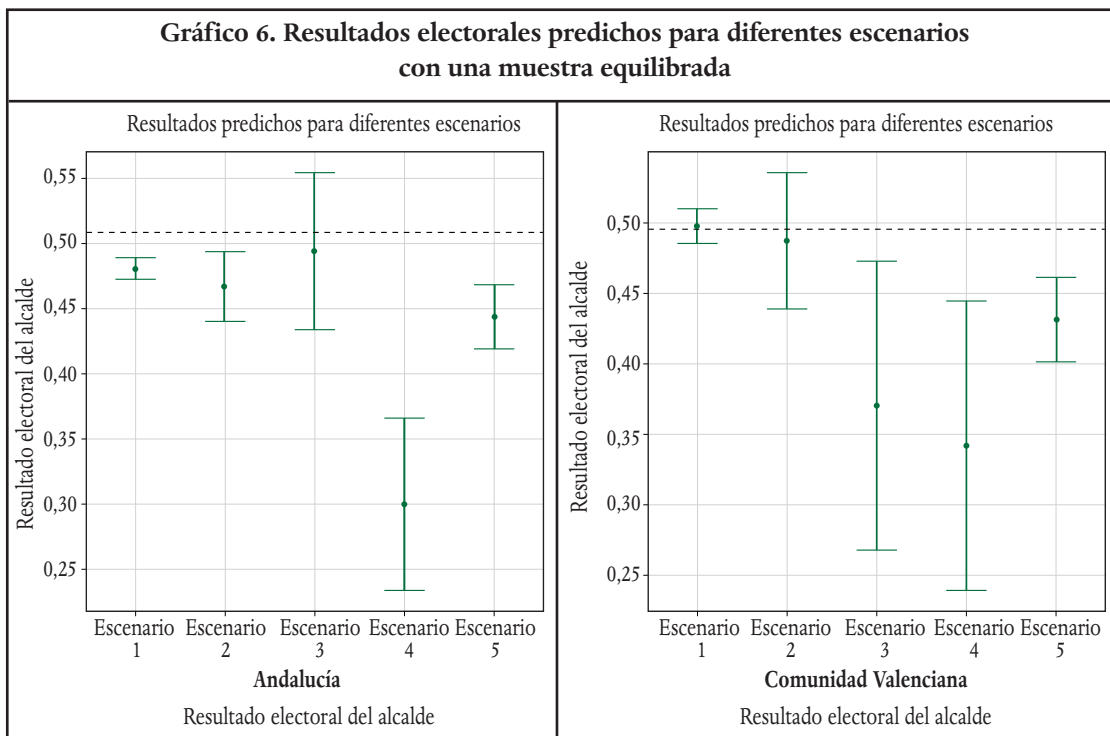 Gráfico 6. Resultados electorales predichos para diferentes escenarios
con una muestra equilibrada
Resultados predichos para diferentes escenarios
Resultado electoral del alcalde
0,55
0,50
0,45
0,40
0,35
0,30
0,25
Escenario Escenario Escenario Escenario Escenario
1 2 3 4 5
Andalucía
Resultado electoral del alcalde
Resultados predichos para diferentes escenarios
Resultado electoral del alcalde
0,50
0,45
0,40
0,35
0,30
0,25
Escenario Escenario Escenario Escenario Escenario
1 2 3 4 5
Comunidad Valenciana
Resultado electoral del alcalde